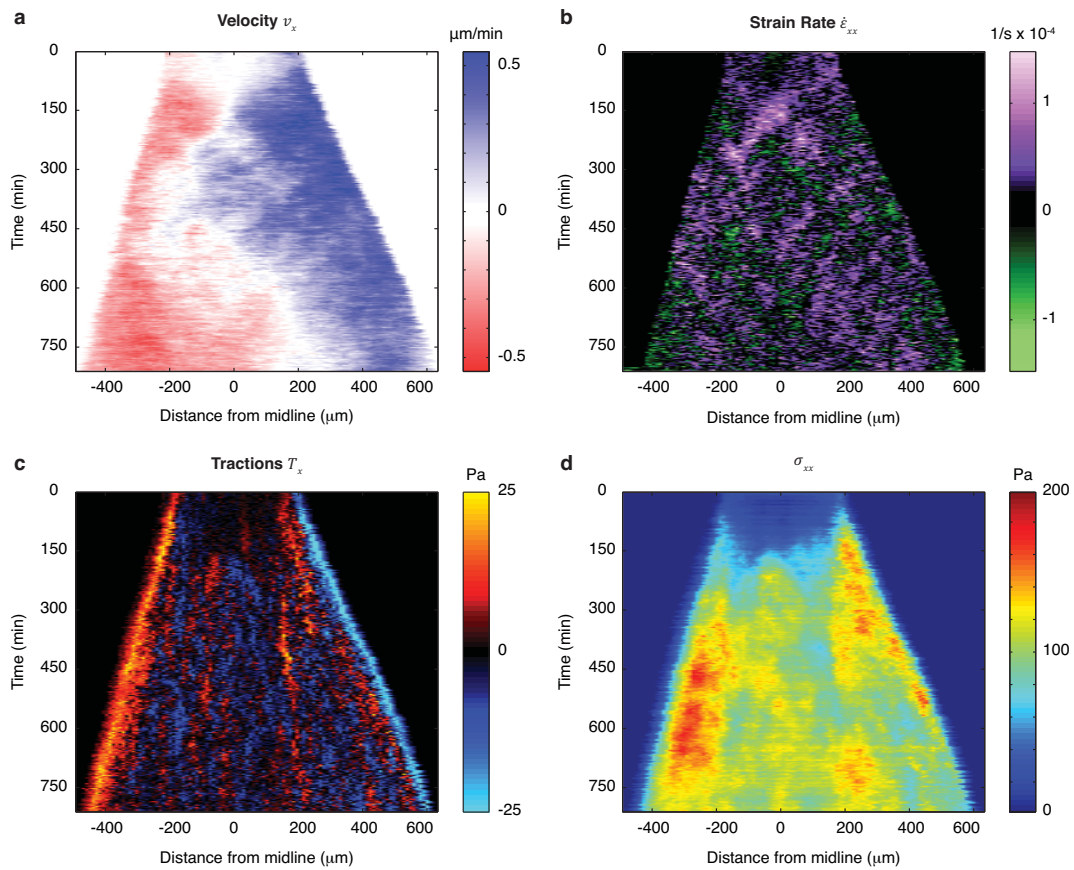 a
Velocity vₓ
μm/min
0
150
300
450
600
750
Time (min)
-400 -200 0 200 400 600
Distance from midline (μm)
0.5
0
-0.5
b
Strain Rate ε̇ₓₓ
1/s x 10⁻⁴
0
150
300
450
600
750
Time (min)
-400 -200 0 200 400 600
Distance from midline (μm)
1
0
-1
c
Tractions Tₓ
Pa
0
150
300
450
600
750
Time (min)
-400 -200 0 200 400 600
Distance from midline (μm)
25
0
-25
d
σₓₓ
Pa
0
150
300
450
600
750
Time (min)
-400 -200 0 200 400 600
Distance from midline (μm)
200
100
0